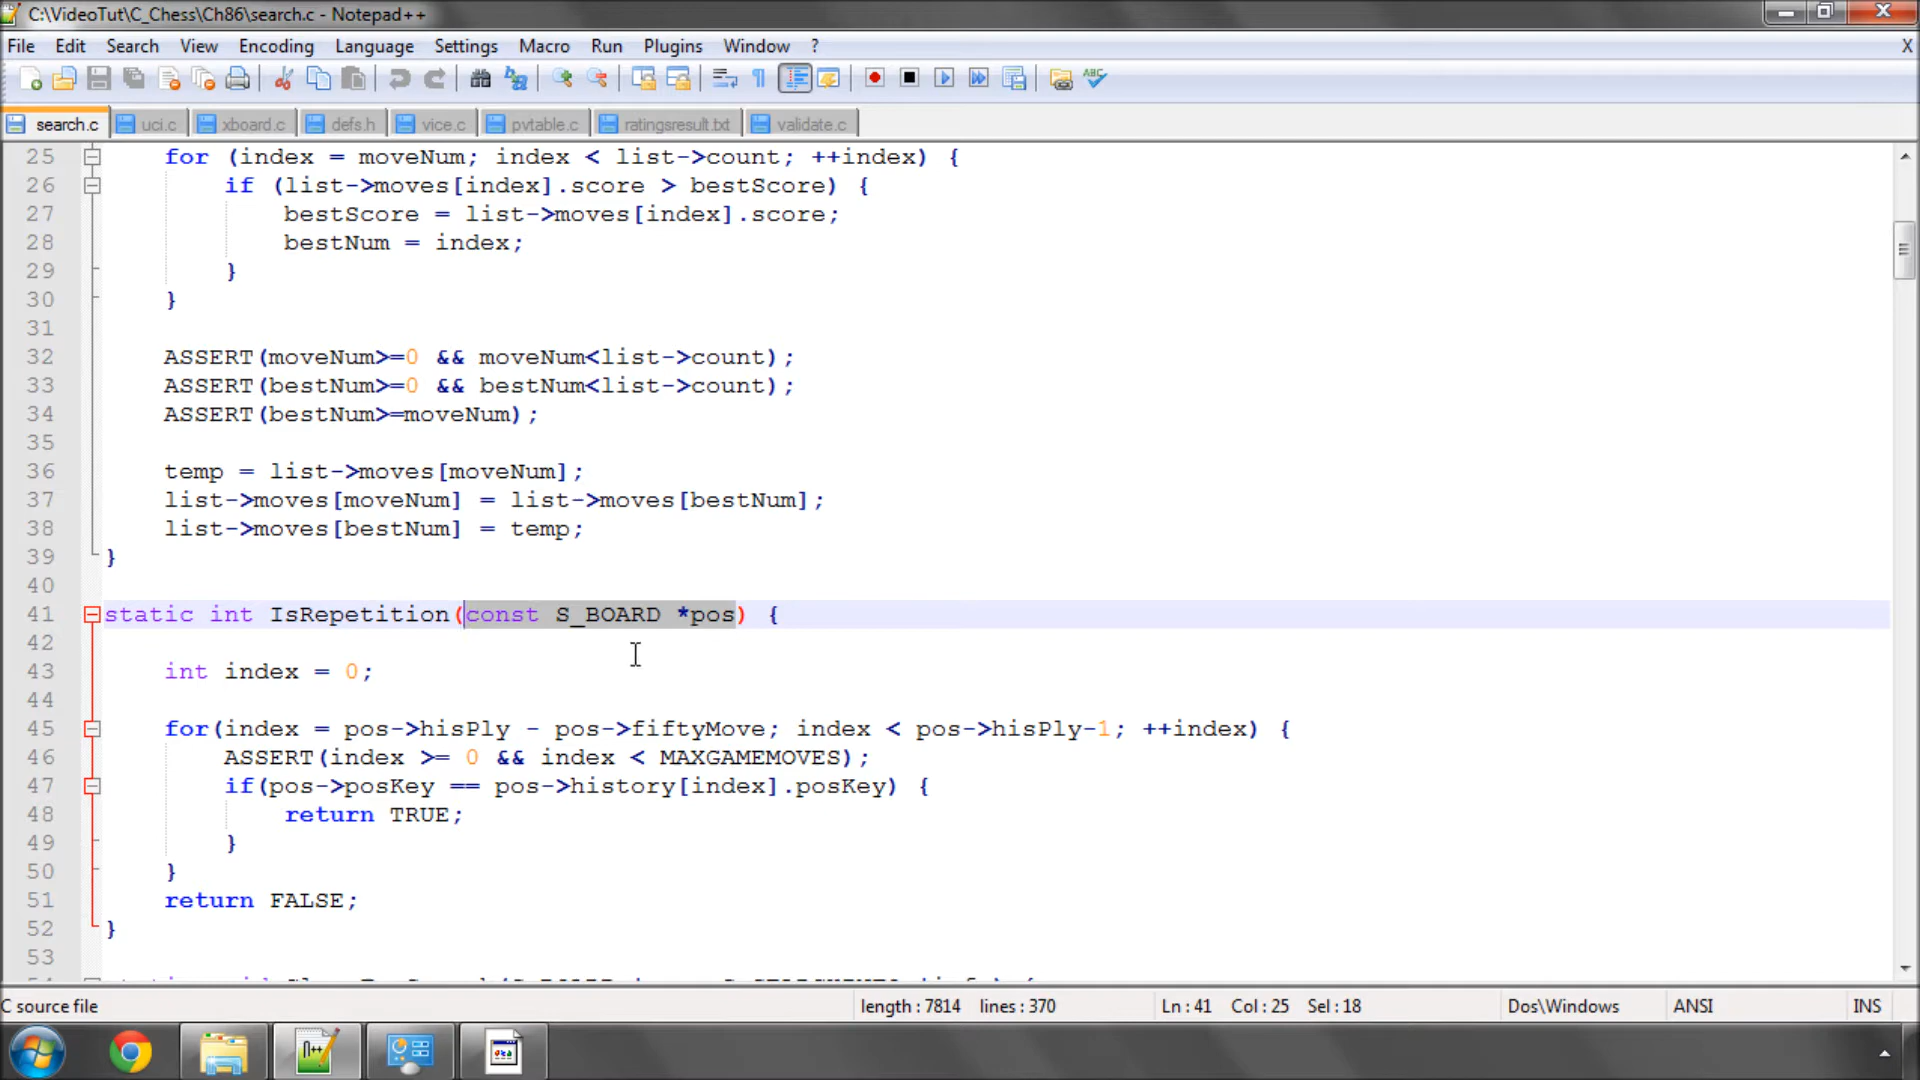 C:\VideoTut\C_Chess\Ch86\search.c - Notepad++
File Edit Search View Encoding Language Settings Macro Run Plugins Window ? X
search.c uci.c xboard.c defs.h vice.c pvtable.c ratingsresult.txt validate.c
25 for (index = moveNum; index < list->count; ++index) {
26 if (list->moves[index].score > bestScore) {
27 bestScore = list->moves[index].score;
28 bestNum = index;
29 }
30 }
31
32 ASSERT(moveNum>=0 && moveNum<list->count);
33 ASSERT(bestNum>=0 && bestNum<list->count);
34 ASSERT(bestNum>=moveNum);
35
36 temp = list->moves[moveNum];
37 list->moves[moveNum] = list->moves[bestNum];
38 list->moves[bestNum] = temp;
39 }
40
41 static int IsRepetition(const S_BOARD *pos) {
42
43 int index = 0;
44
45 for(index = pos->hisPly - pos->fiftyMove; index < pos->hisPly-1; ++index) {
46 ASSERT(index >= 0 && index < MAXGAMEMOVES);
47 if(pos->posKey == pos->history[index].posKey) {
48 return TRUE;
49 }
50 }
51 return FALSE;
52 }
53
C source file length : 7814 lines : 370 Ln : 41 Col : 25 Sel : 18 Dos\Windows ANSI INS